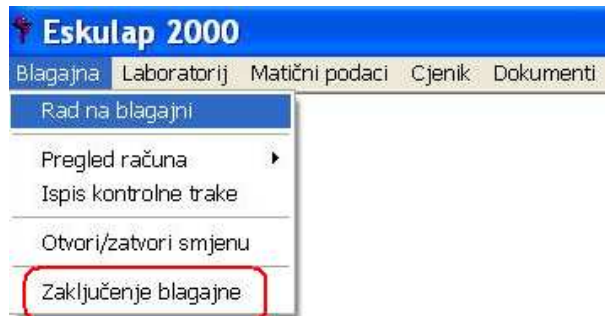 Eskulap 2000
Blagajna Laboratorij Matični podaci Cjenik Dokumenti
Rad na blagajni
Pregled računa
Ispis kontrolne trake
Otvori/zatvori smjenu
Zaključenje blagajne